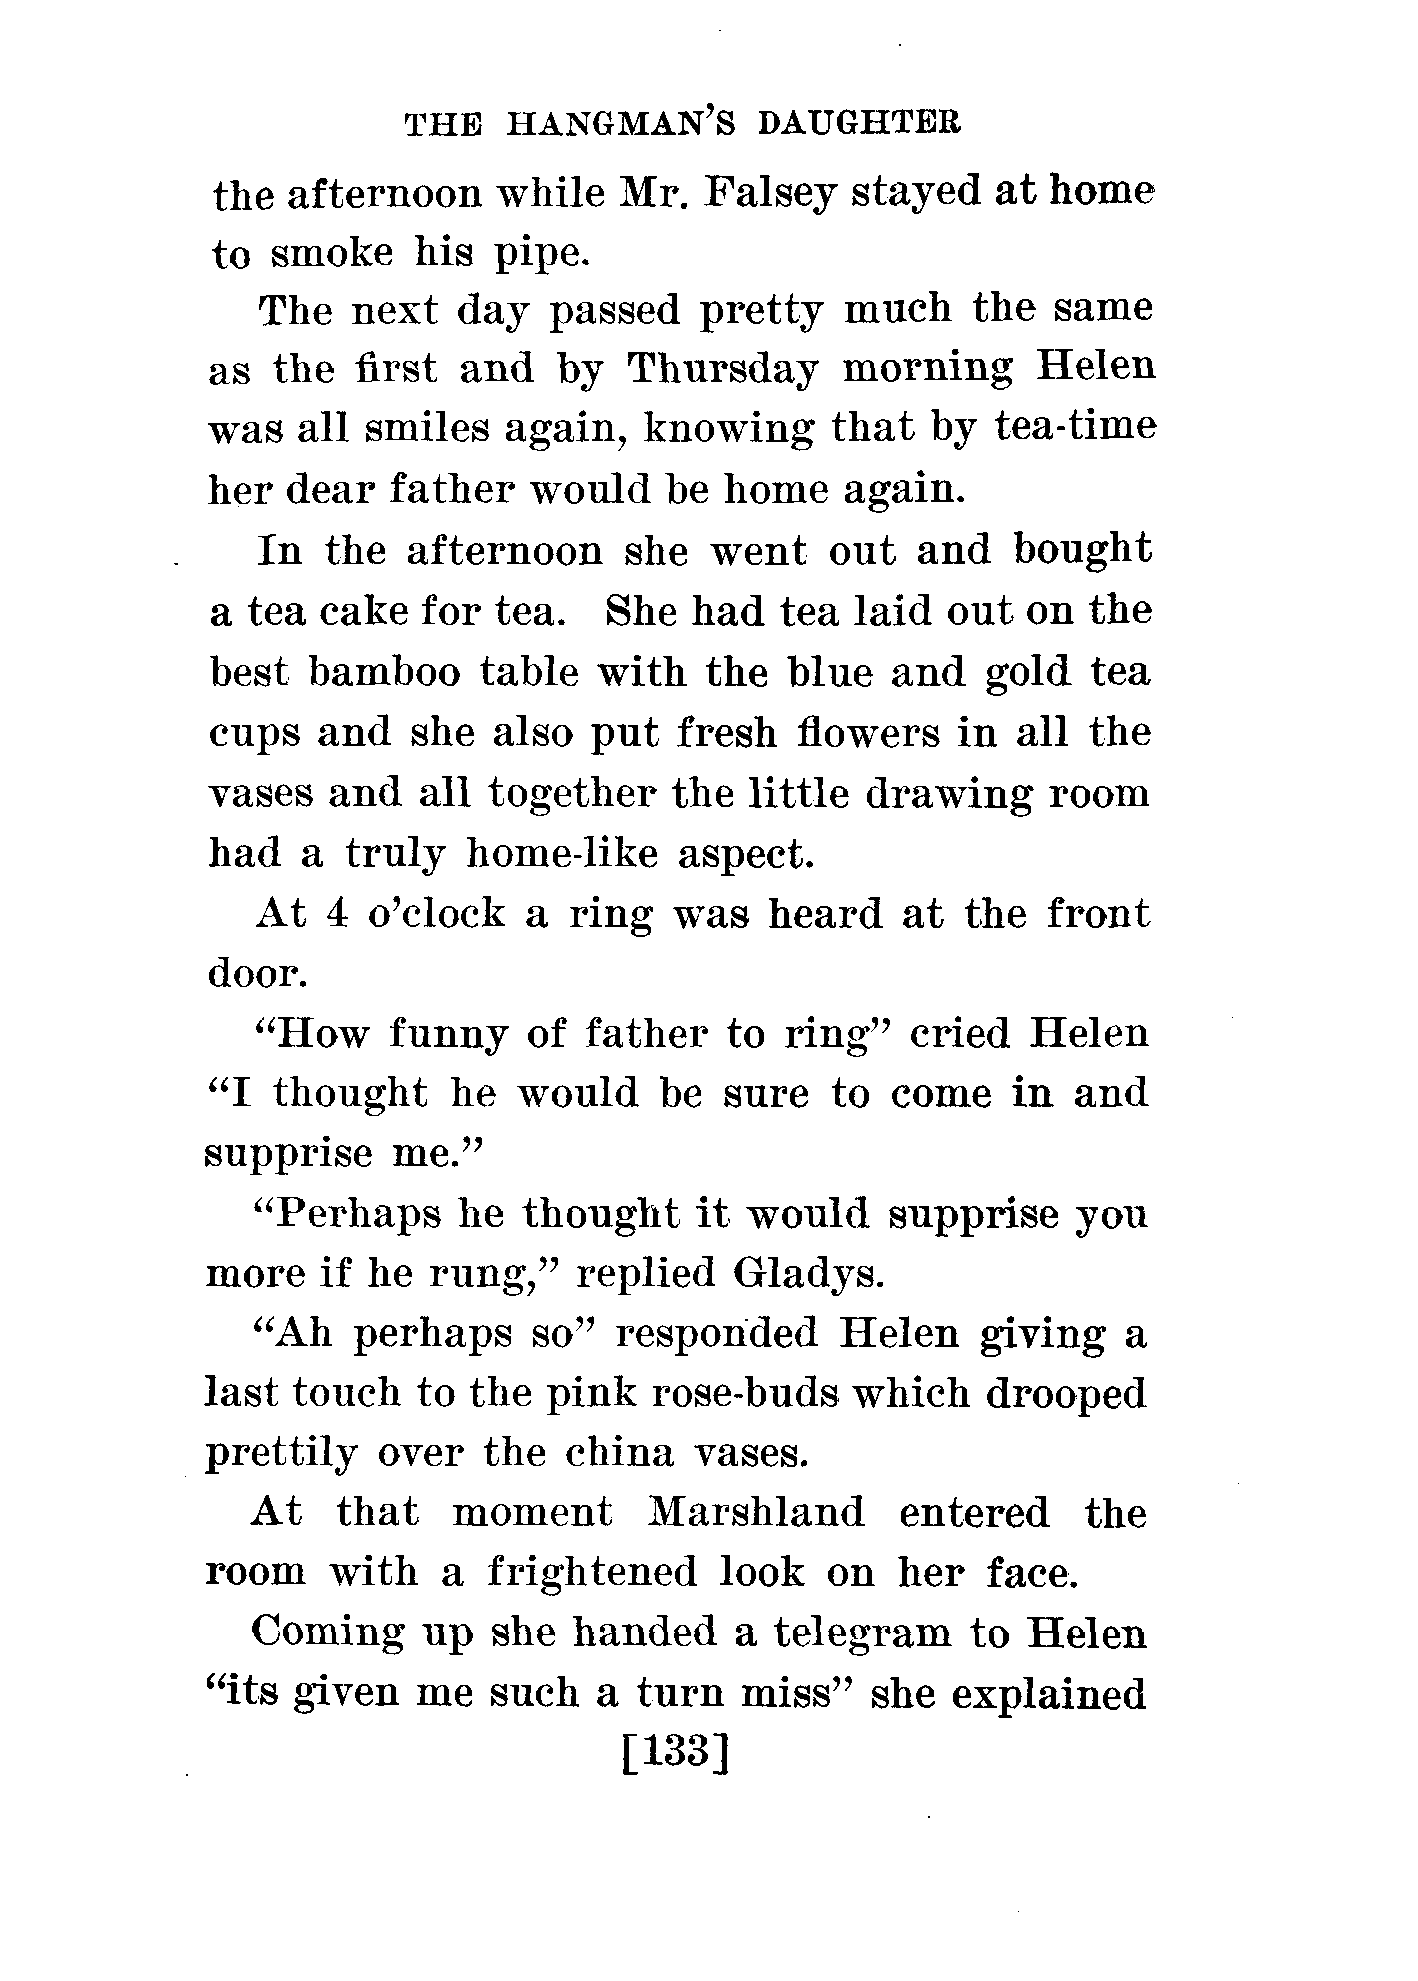 THE HANGMAN'S DAUGHTER
the afternoon while Mr. Falsey stayed at home
to smoke his pipe.
The next day passed pretty much the same
as the first and by Thursday morning Helen
was all smiles again, knowing that by tea-time
her dear father would be home again.
In the afternoon she went out and bought
a tea cake for tea. She had tea laid out on the
best bamboo table with the blue and gold tea
cups and she also put fresh flowers in all the
vases and all together the little drawing room
had a truly home-like aspect.
At 4 o'clock a ring was heard at the front
door.
“How funny of father to ring” cried Helen
“I thought he would be sure to come in and
supprise me.”
“Perhaps he thought it would supprise you
more if he rung,” replied Gladys.
“Ah perhaps so” responded Helen giving a
last touch to the pink rose-buds which drooped
prettily over the china vases.
At that moment Marshland entered the
room with a frightened look on her face.
Coming up she handed a telegram to Helen
“its given me such a turn miss” she explained
[133]